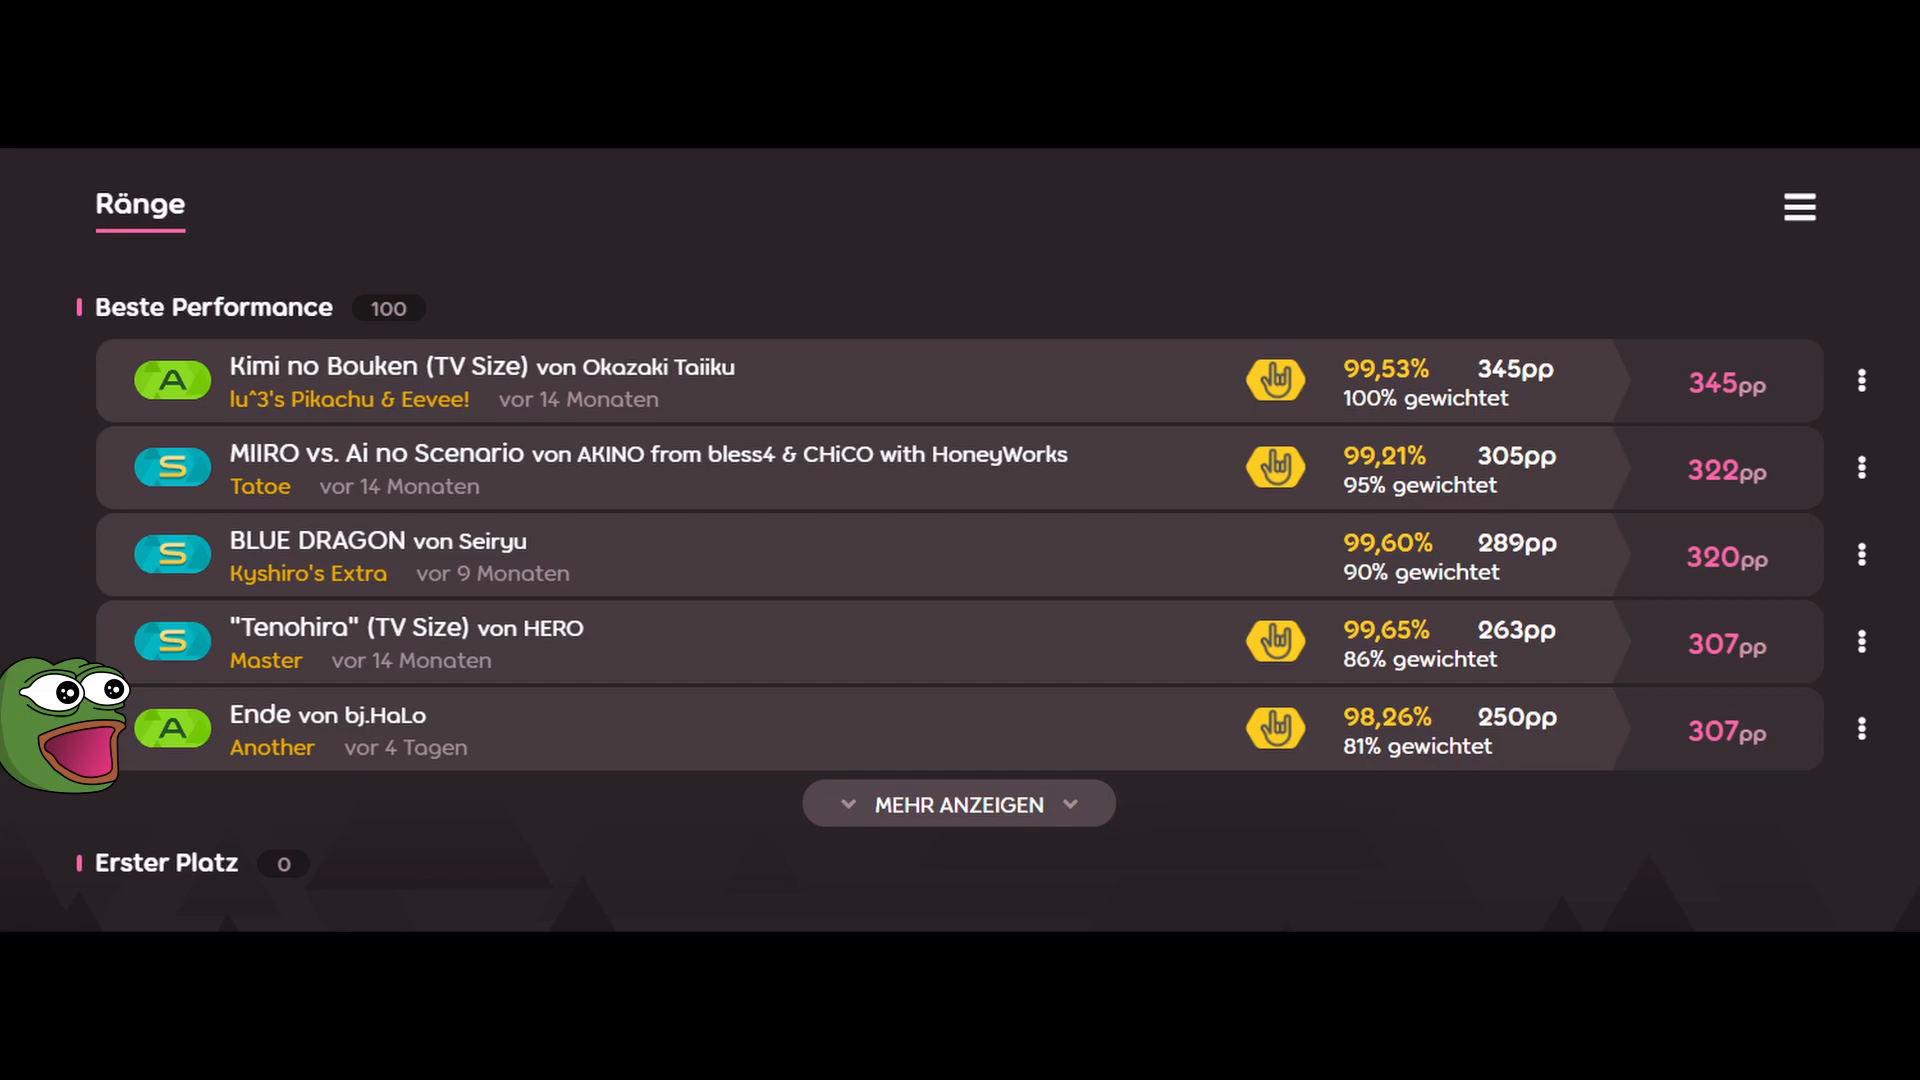 Ränge
Beste Performance 100
A Kimi no Bouken (TV Size) von Okazaki Taiiku 99,53% 345pp 345pp
lu^3's Pikachu & Eevee! vor 14 Monaten 100% gewichtet
S MIIRO vs. Ai no Scenario von AKINO from bless4 & CHiCO with HoneyWorks 99,21% 305pp 322pp
Tatoe vor 14 Monaten 95% gewichtet
S BLUE DRAGON von Seiryu 99,60% 289pp 320pp
Kyshiro's Extra vor 9 Monaten 90% gewichtet
S "Tenohira" (TV Size) von HERO 99,65% 263pp 307pp
Master vor 14 Monaten 86% gewichtet
A Ende von bj.HaLo 98,26% 250pp 307pp
Another vor 4 Tagen 81% gewichtet
MEHR ANZEIGEN
Erster Platz 0